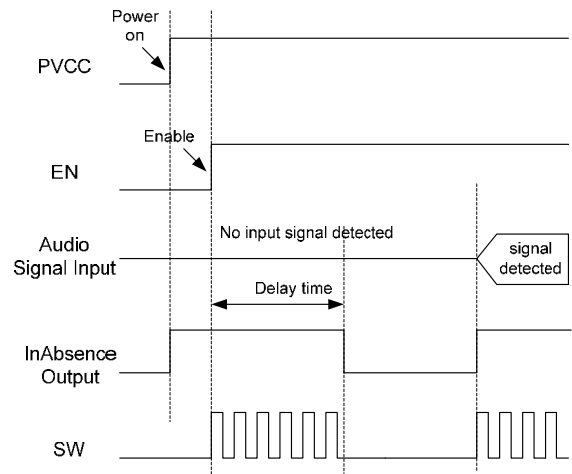 Power
on
PVCC
Enable
EN
No input signal detected
Audio
Signal Input
signal
detected
Delay time
InAbsence
Output
SW